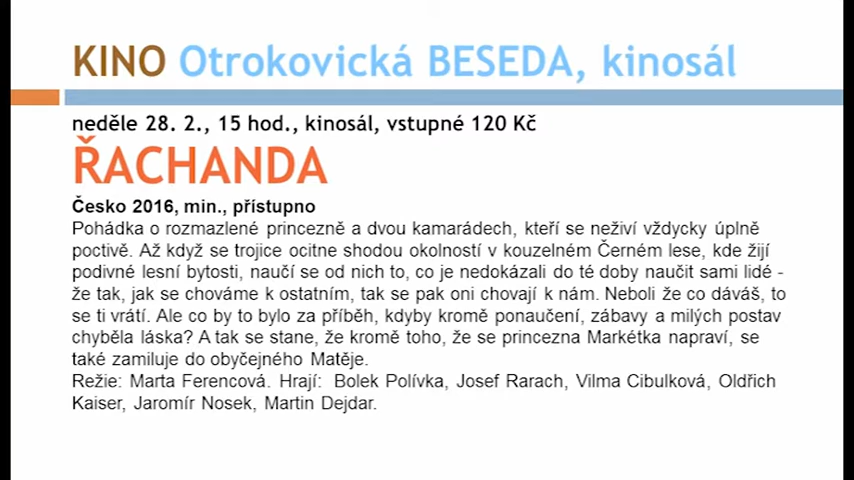 KINO Otrokovická BESEDA, kinosál
neděle 28. 2., 15 hod., kinosál, vstupné 120 Kč
ŘACHANDA
Česko 2016, min., přístupno
Pohádka o rozmazlené princezně a dvou kamarádech, kteří se neživí vždycky úplně
poctivě. Až když se trojice ocitne shodou okolností v kouzelném Černém lese, kde žijí
podivné lesní bytosti, naučí se od nich to, co je nedokázali do té doby naučit sami lidé -
že tak, jak se chováme k ostatním, tak se pak oni chovají k nám. Neboli že co dáváš, to
se ti vrátí. Ale co by to bylo za příběh, kdyby kromě ponaučení, zábavy a milých postav
chyběla láska? A tak se stane, že kromě toho, že se princezna Markétka napraví, se
také zamiluje do obyčejného Matěje.
Režie: Marta Ferencová. Hrají: Bolek Polívka, Josef Rarach, Vilma Cibulková, Oldřich
Kaiser, Jaromír Nosek, Martin Dejdar.